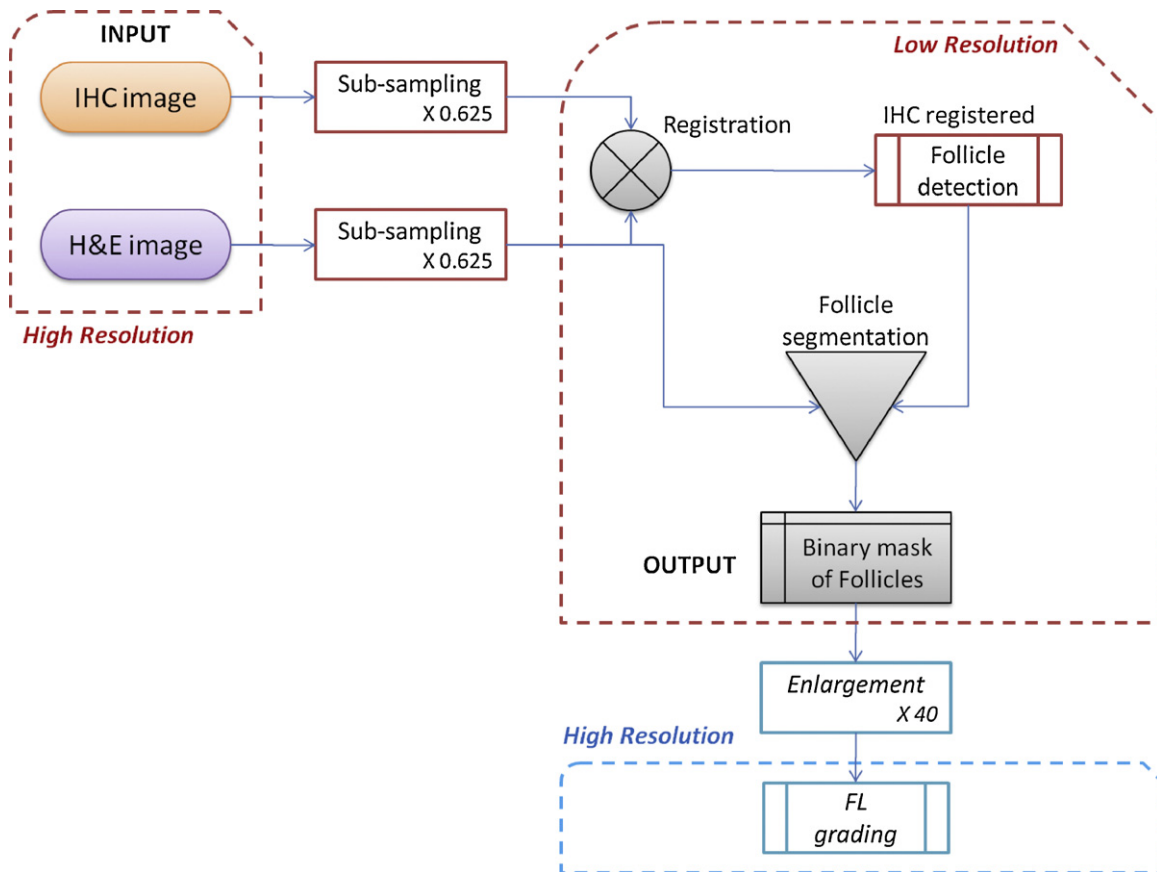 INPUT
IHC image
Sub-sampling
X 0.625
Low Resolution
Registration
IHC registered
Follicle
detection
H&E image
Sub-sampling
X 0.625
High Resolution
Follicle
segmentation
OUTPUT
Binary mask
of Follicles
Enlargement
X 40
High Resolution
FL
grading